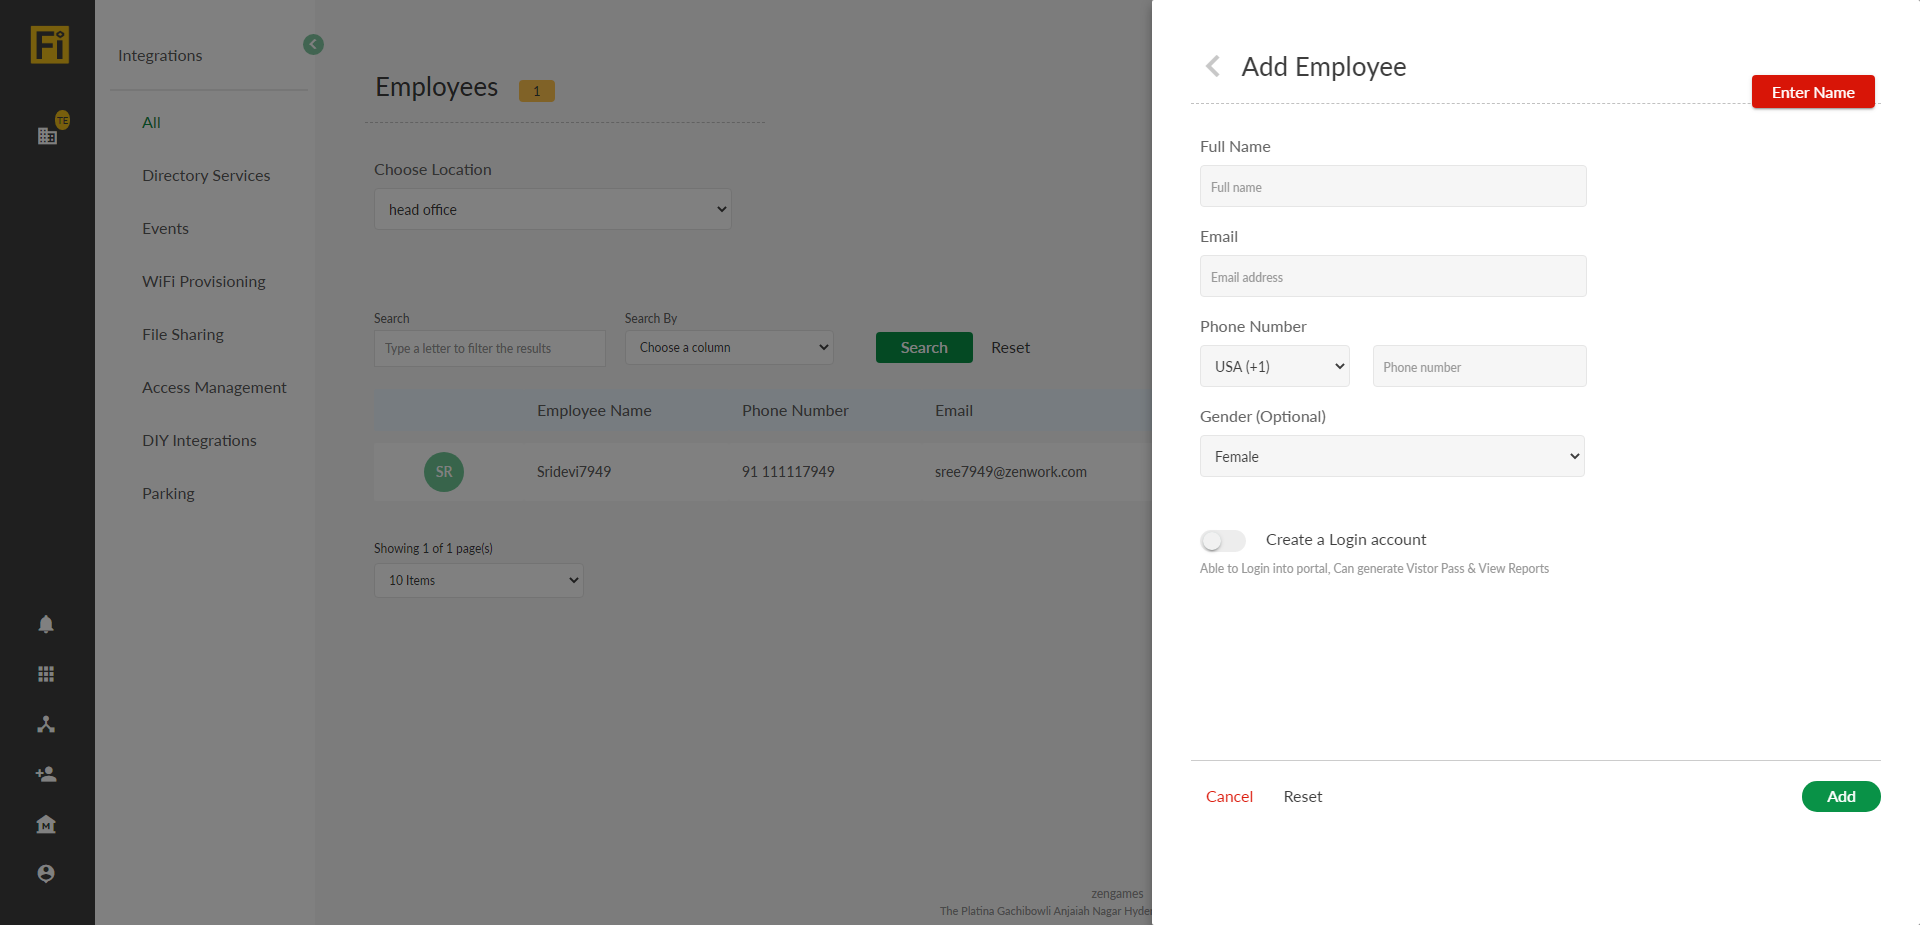 Fi
TE
Integrations
All
Directory Services
Events
WiFi Provisioning
File Sharing
Access Management
DIY Integrations
Parking
Employees 1
Choose Location
head office
Search Search By
Type a letter to filter the results Choose a column Search Reset
Employee Name Phone Number Email
SR Sridevi7949 91 111117949 sree7949@zenwork.com
Showing 1 of 1 page(s)
10 Items
zengames
The Platina Gachibowli Anjaiah Nagar Hyder
Add Employee
Enter Name
Full Name
Full name
Email
Email address
Phone Number
USA (+1) Phone number
Gender (Optional)
Female
Create a Login account
Able to Login into portal, Can generate Vistor Pass & View Reports
Cancel Reset Add
M